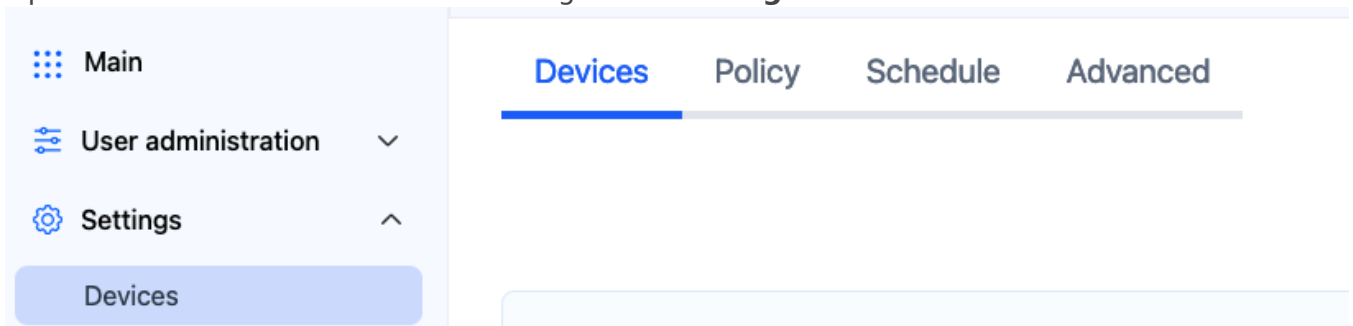 Main
User administration
Settings
Devices
Devices Policy Schedule Advanced